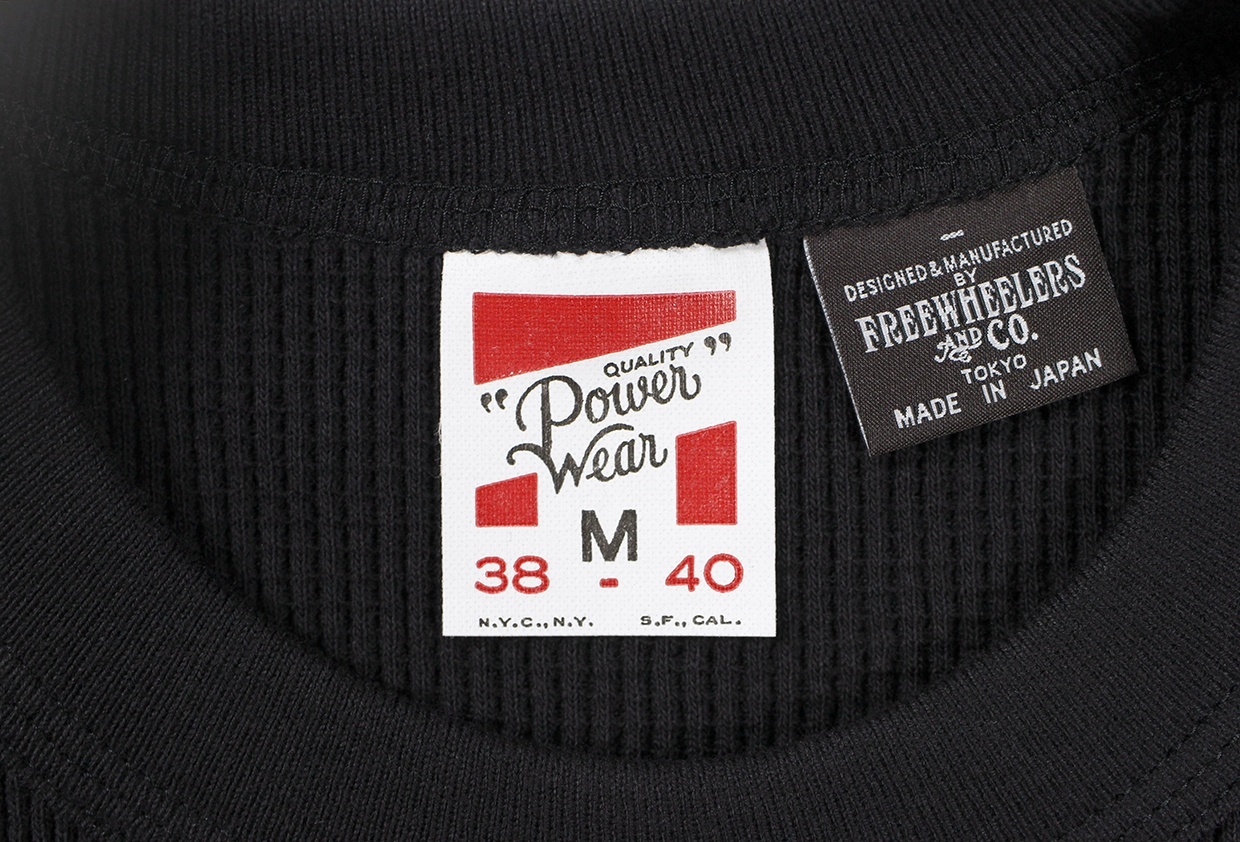 QUALITY
"Power
Wear"
M
38 - 40
N.Y.C., N.Y. S.F., CAL.
DESIGNED & MANUFACTURED
BY
FREEWHEELERS
AND CO.
TOKYO
MADE IN JAPAN